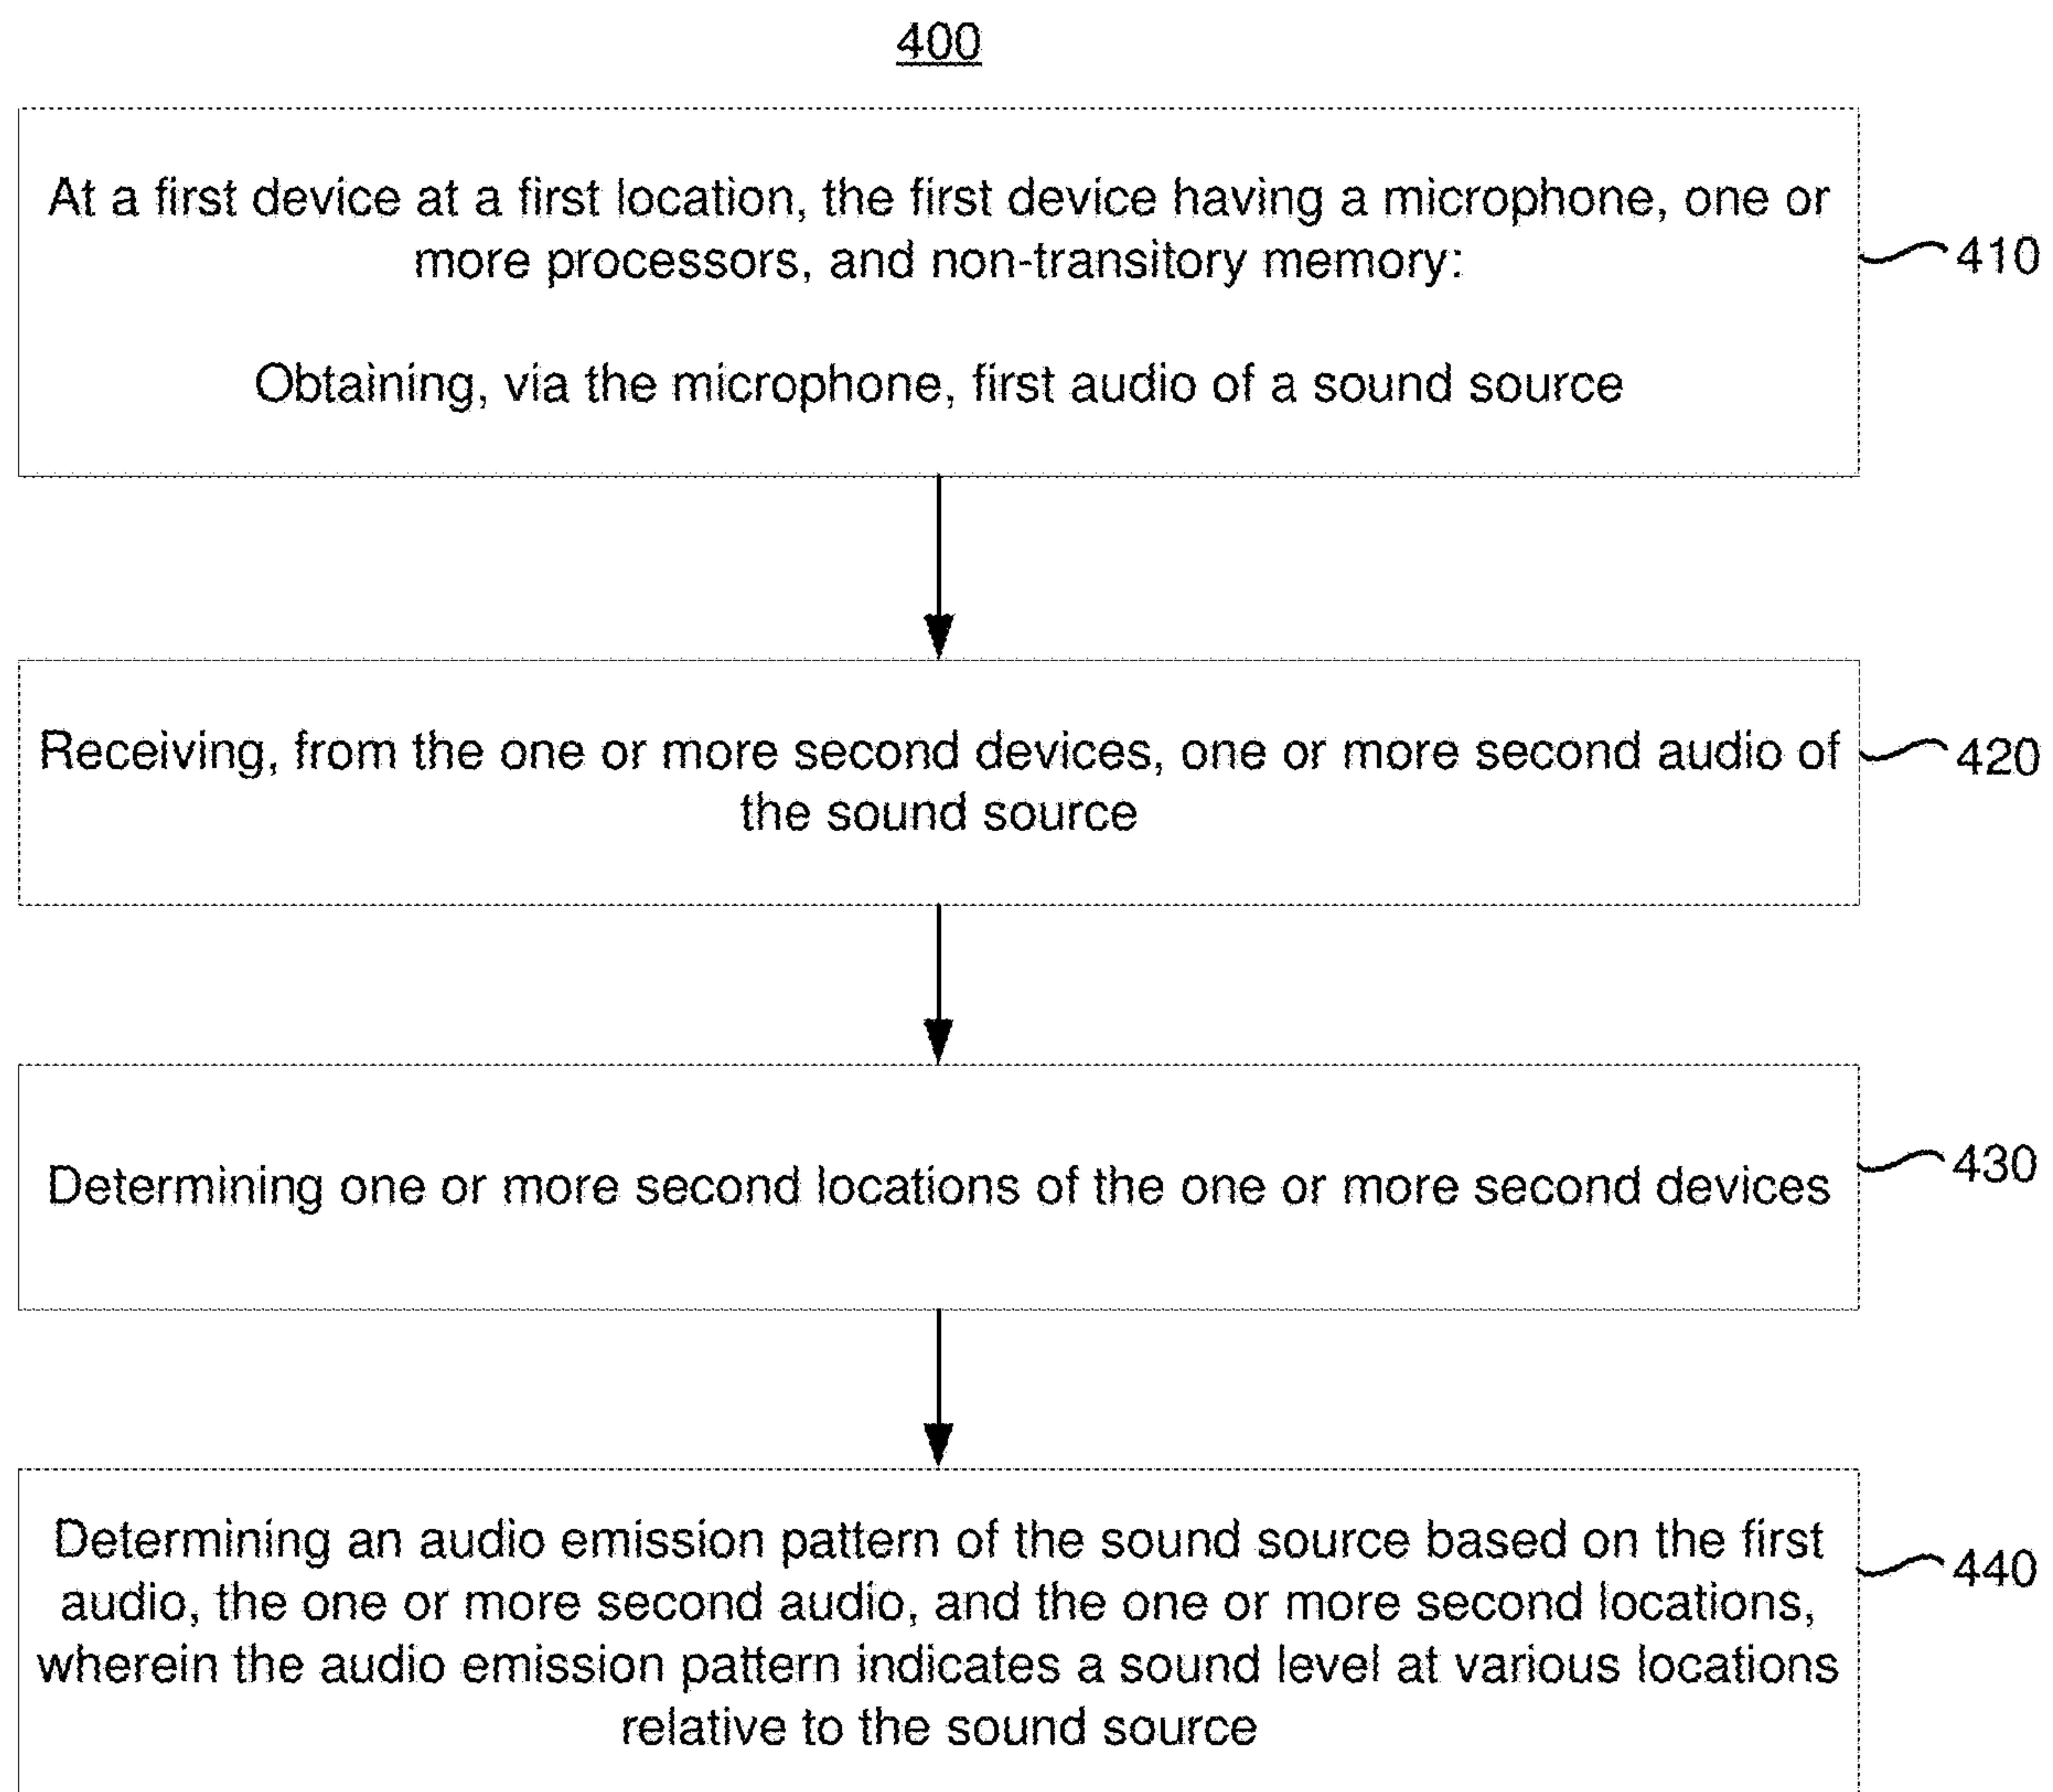 400
At a first device at a first location, the first device having a microphone, one or
more processors, and non-transitory memory:
Obtaining, via the microphone, first audio of a sound source
410
Receiving, from the one or more second devices, one or more second audio of
the sound source
420
Determining one or more second locations of the one or more second devices
430
Determining an audio emission pattern of the sound source based on the first
audio, the one or more second audio, and the one or more second locations,
wherein the audio emission pattern indicates a sound level at various locations
relative to the sound source
440